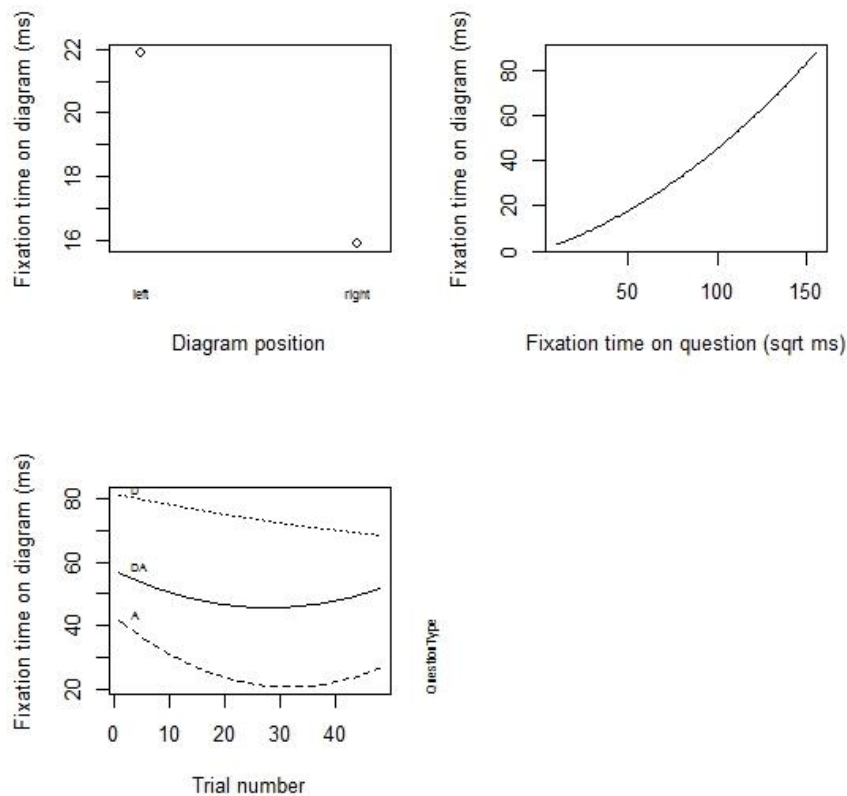 Fixation time on diagram (ms)
22
20
18
16
left
right
Diagram position
Fixation time on diagram (ms)
80
60
40
20
0
50
100
150
Fixation time on question (sqrt ms)
Fixation time on diagram (ms)
80
60
40
20
D
DA
A
0
10
20
30
40
Trial number
QuestionType